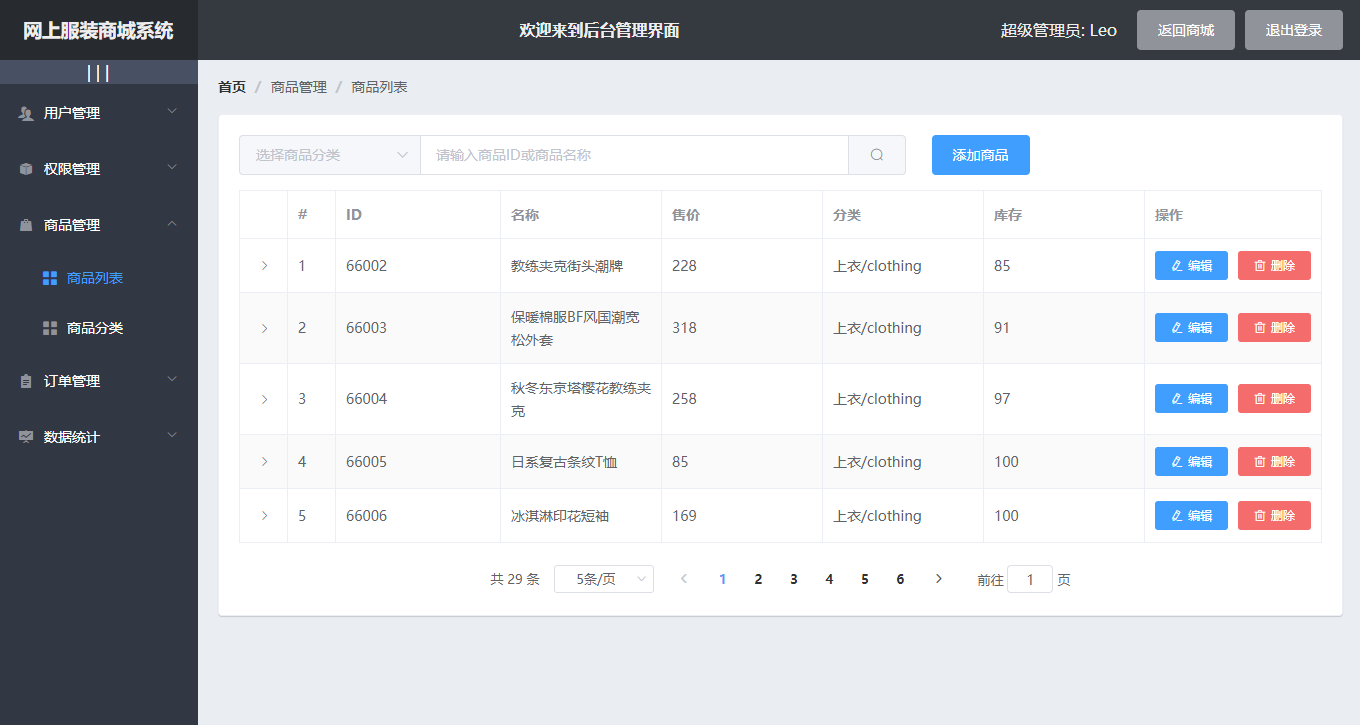 网上服装商城系统
欢迎来到后台管理界面
超级管理员: Leo
返回商城
退出登录
|||
用户管理
权限管理
商品管理
商品列表
商品分类
订单管理
数据统计
首页 / 商品管理 / 商品列表
选择商品分类
请输入商品ID或商品名称
添加商品
# ID 名称 售价 分类 库存 操作
1 66002 教练夹克街头潮牌 228 上衣/clothing 85 编辑 删除
2 66003 保暖棉服BF风国潮宽 318 上衣/clothing 91 编辑 删除
松外套
3 66004 秋冬东京塔樱花教练夹 258 上衣/clothing 97 编辑 删除
克
4 66005 日系复古条纹T恤 85 上衣/clothing 100 编辑 删除
5 66006 冰淇淋印花短袖 169 上衣/clothing 100 编辑 删除
共 29 条 5条/页 1 2 3 4 5 6 前往 1 页